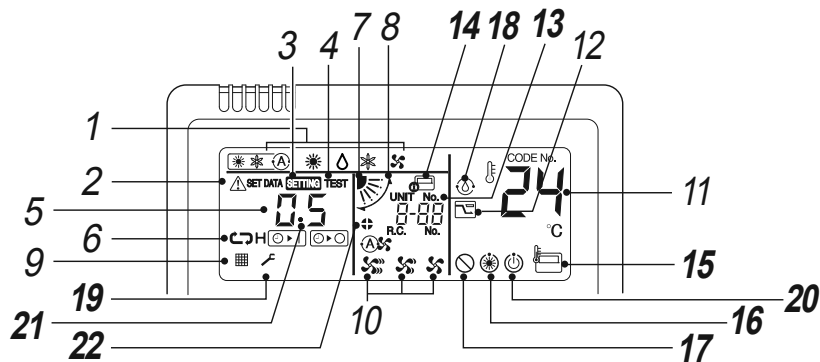 3 4 7 8 14 18 13 12
1
CODE No.
A
2 SET DATA SETTING TEST
UNIT No.
24 11
5 0.5
8-88
R.C. No.
°C
6 H
A
9
15
19
21
22
10
17
16
20